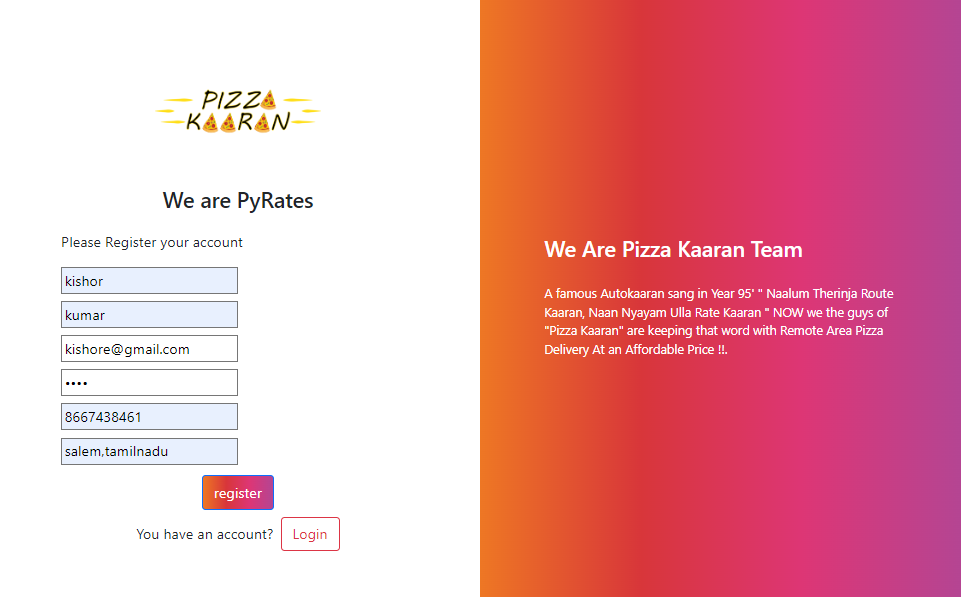 PIZZA
KAARAN
We are PyRates
Please Register your account
kishor
kumar
kishore@gmail.com
••••
8667438461
salem,tamilnadu
register
You have an account? Login
We Are Pizza Kaaran Team
A famous Autokaaran sang in Year 95' " Naalum Therinja Route
Kaaran, Naan Nyayam Ulla Rate Kaaran " NOW we the guys of
"Pizza Kaaran" are keeping that word with Remote Area Pizza
Delivery At an Affordable Price !!.